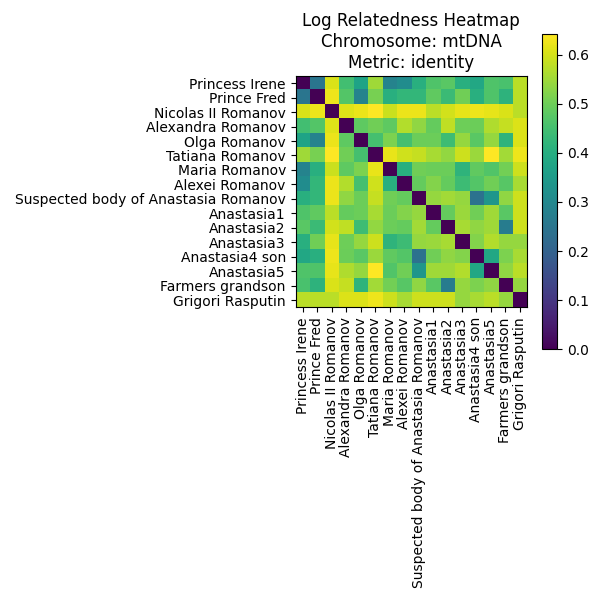 Log Relatedness Heatmap
Chromosome: mtDNA
Metric: identity
Princess Irene
Prince Fred
Nicolas II Romanov
Alexandra Romanov
Olga Romanov
Tatiana Romanov
Maria Romanov
Alexei Romanov
Suspected body of Anastasia Romanov
Anastasia1
Anastasia2
Anastasia3
Anastasia4 son
Anastasia5
Farmers grandson
Grigori Rasputin
Princess Irene
Prince Fred
Nicolas II Romanov
Alexandra Romanov
Olga Romanov
Tatiana Romanov
Maria Romanov
Alexei Romanov
Suspected body of Anastasia Romanov
Anastasia1
Anastasia2
Anastasia3
Anastasia4 son
Anastasia5
Farmers grandson
Grigori Rasputin
0.6
0.5
0.4
0.3
0.2
0.1
0.0